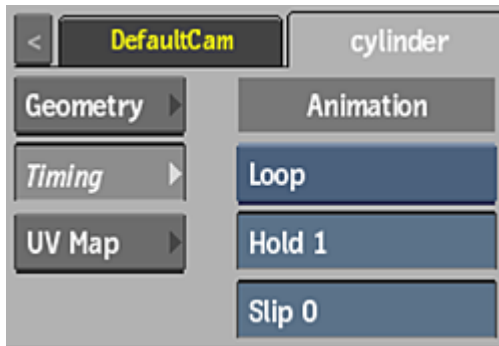 < DefaultCam cylinder
Geometry Animation
Timing Loop
UV Map Hold 1
Slip 0